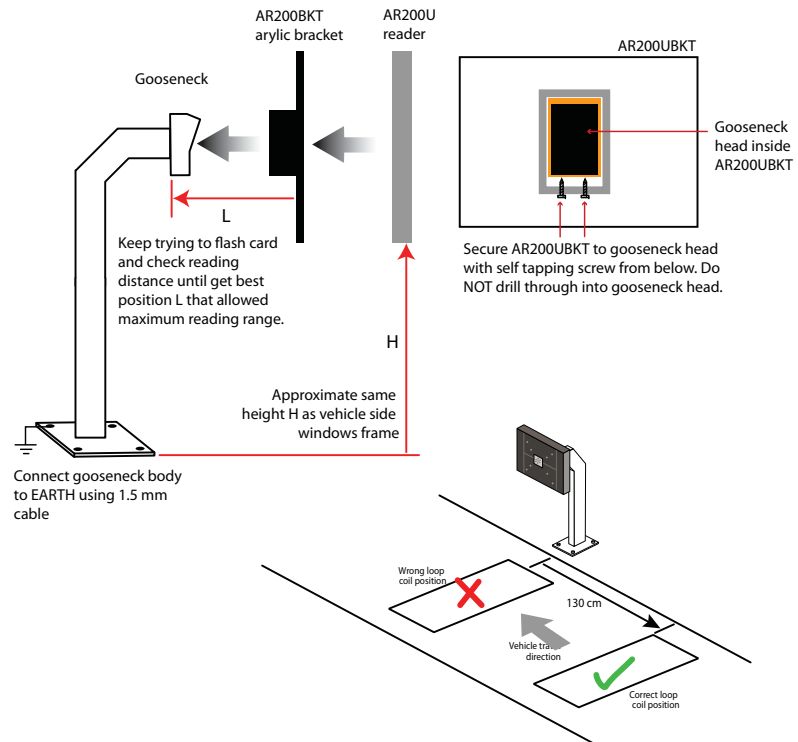 AR200BKT
arylic bracket
AR200U
reader
AR200UBKT
Gooseneck
Gooseneck
head inside
AR200UBKT
L
Keep trying to flash card
and check reading
distance until get best
position L that allowed
maximum reading range.
Secure AR200UBKT to gooseneck head
with self tapping screw from below. Do
NOT drill through into gooseneck head.
H
Approximate same
height H as vehicle side
windows frame
Connect gooseneck body
to EARTH using 1.5 mm
cable
Wrong loop
coil position
130 cm
Vehicle
direction
Correct loop
coil position